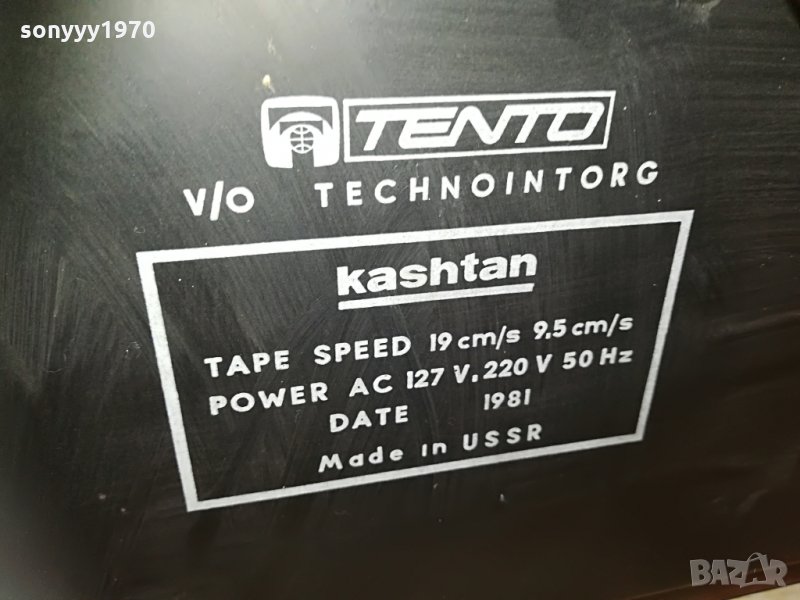 sonyyy1970
TENTO
V/O TECHNOINTORG
kashtan
TAPE SPEED 19 cm/s 9.5 cm/s
POWER AC 127 V. 220 V 50 Hz
DATE 1981
Made in USSR
BAZAR